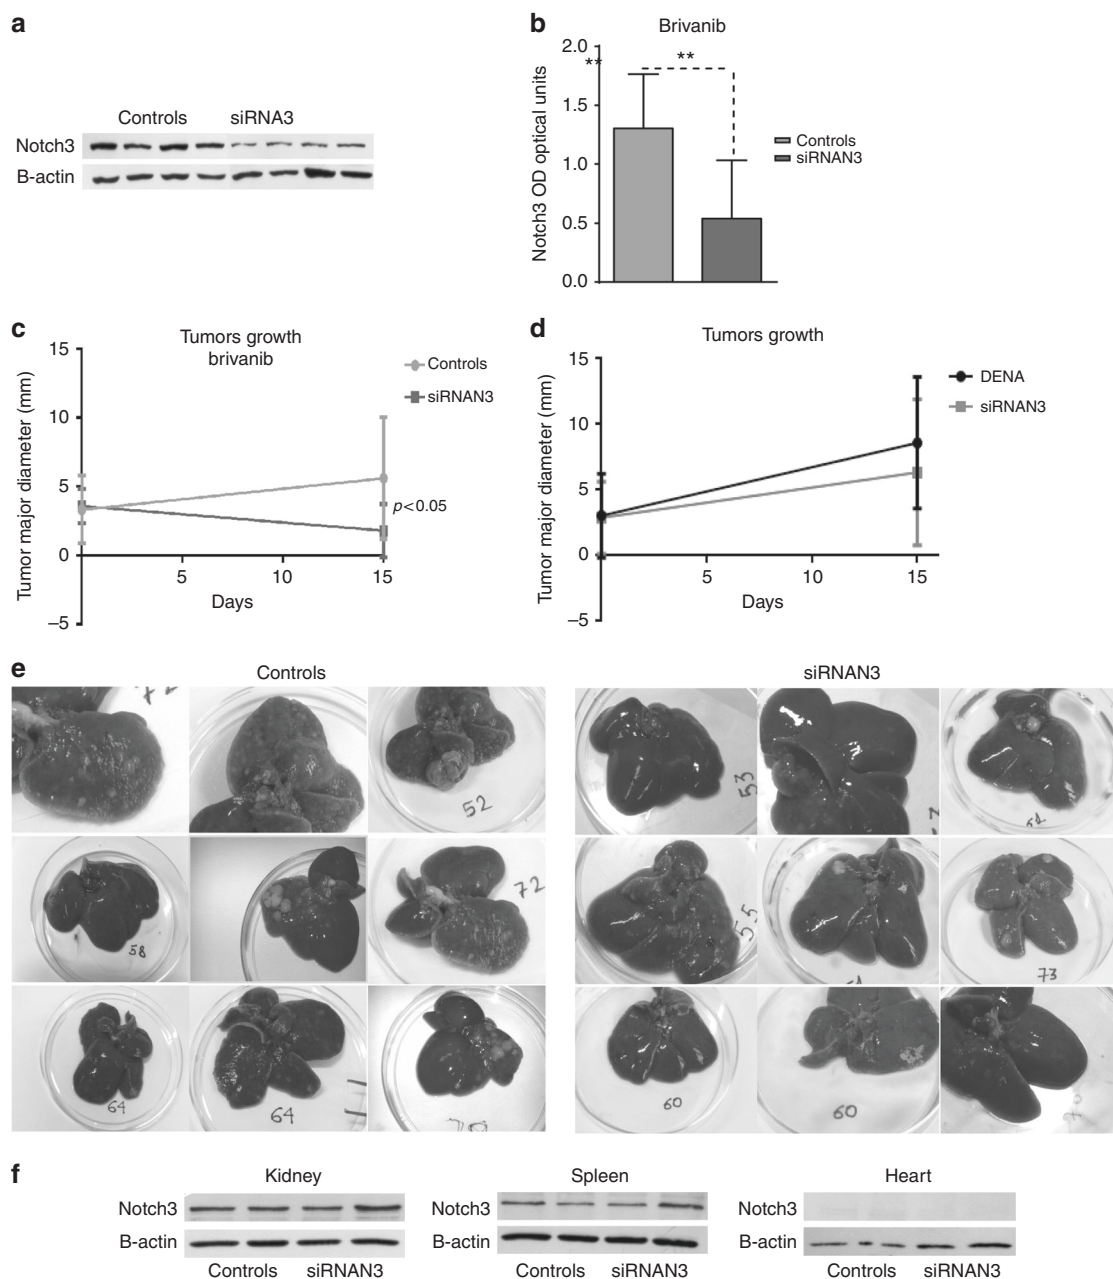 a
Controls siRNA3
Notch3
B-actin
b
Brivanib
Notch3 OD optical units
2.0
1.5
1.0
0.5
0.0
**
**
Controls
siRNAN3
c
Tumors growth
brivanib
Tumor major diameter (mm)
15
10
5
0
−5
5 10 15
Days
p<0.05
Controls
siRNAN3
d
Tumors growth
Tumor major diameter (mm)
15
10
5
0
−5
5 10 15
Days
DENA
siRNAN3
e
Controls
siRNAN3
52
58
72
64
64
53
55
73
60
60
f
Kidney
Notch3
B-actin
Controls siRNAN3
Spleen
Notch3
B-actin
Controls siRNAN3
Heart
Notch3
B-actin
Controls siRNAN3